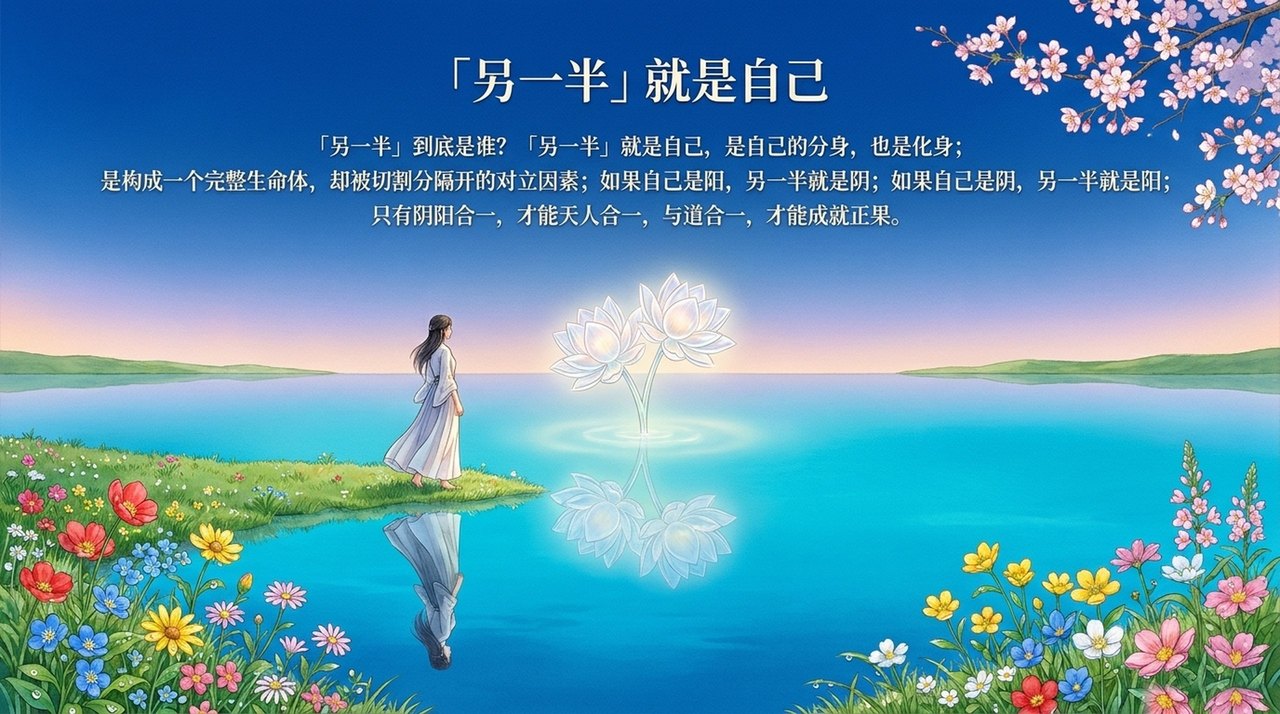 「另一半」就是自己
「另一半」到底是谁？「另一半」就是自己，是自己的分身，也是化身；
是构成一个完整生命体，却被切割分隔开的对立因素；如果自己是阳，另一半就是阴；如果自己是阴，另一半就是阳；
只有阴阳合一，才能天人合一，与道合一，才能成就正果。